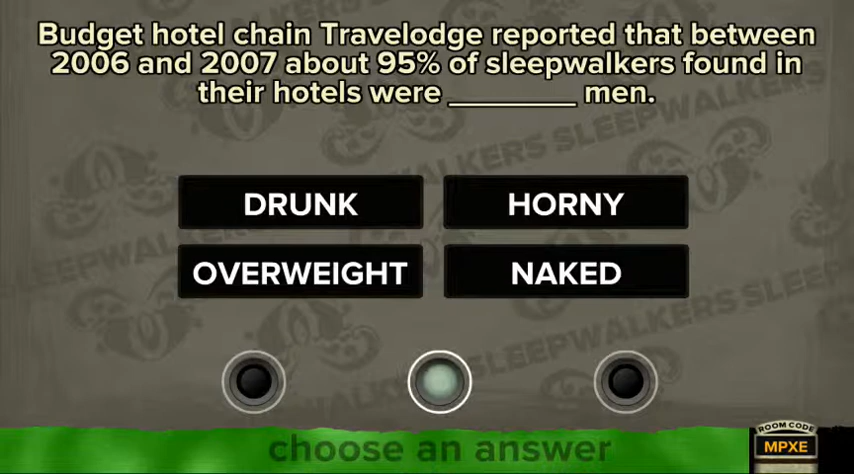 Budget hotel chain Travelodge reported that between
2006 and 2007 about 95% of sleepwalkers found in
their hotels were ________ men.
DRUNK
HORNY
OVERWEIGHT
NAKED
choose an answer
ROOM CODE
MPXE
SLEEPWALKERS